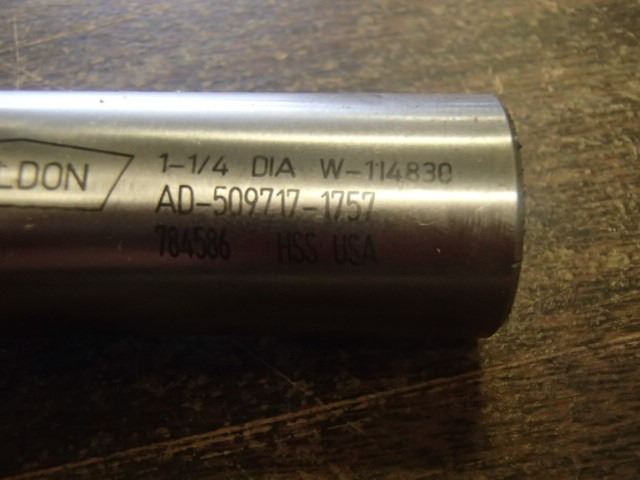 LDON
1-1/4 DIA W-114830
AD-509717-1757
784586 HSS USA